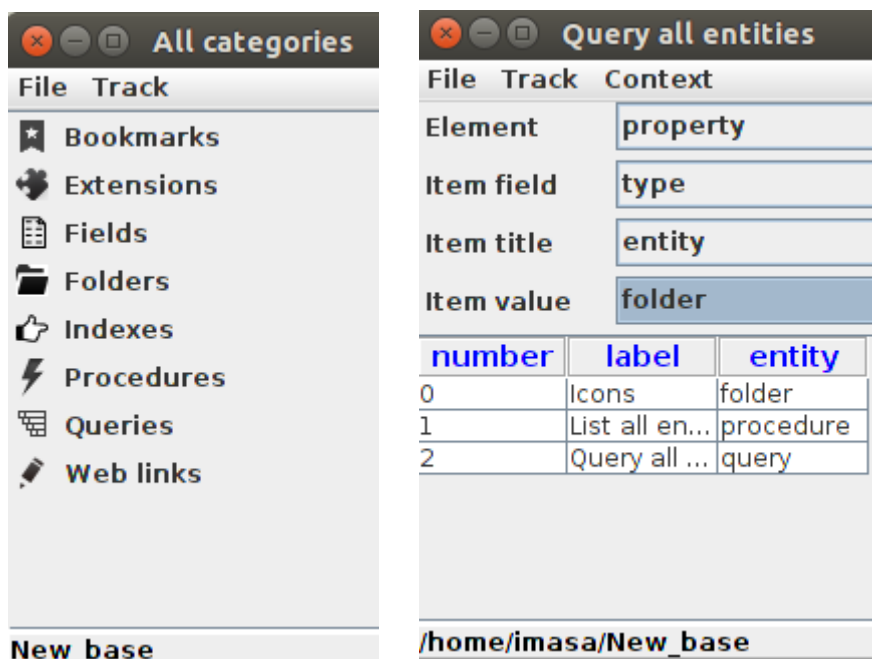 All categories
File Track
Bookmarks
Extensions
Fields
Folders
Indexes
Procedures
Queries
Web links
New_base
Query all entities
File Track Context
Element property
Item field type
Item title entity
Item value folder
number label entity
0 Icons folder
1 List all en... procedure
2 Query all ... query
/home/imasa/New_base